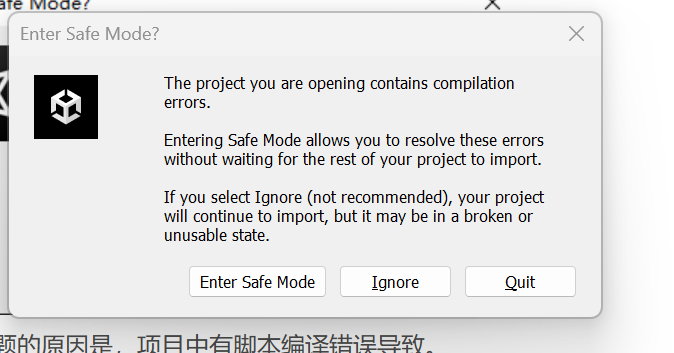 afe Mode?
Enter Safe Mode?
The project you are opening contains compilation
errors.
Entering Safe Mode allows you to resolve these errors
without waiting for the rest of your project to import.
If you select Ignore (not recommended), your project
will continue to import, but it may be in a broken or
unusable state.
Enter Safe Mode
Ignore
Quit
题的原因是，项目中有脚本编译错误导致。